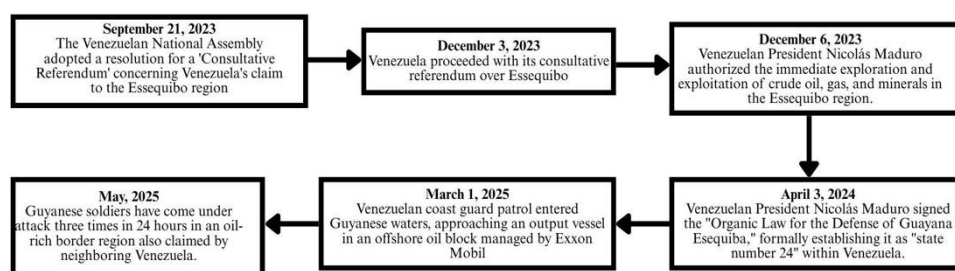 September 21, 2023
The Venezuelan National Assembly
adopted a resolution for a 'Consultative
Referendum' concerning Venezuela's claim
to the Essequibo region
December 3, 2023
Venezuela proceeded with its consultative
referendum over Essequibo
December 6, 2023
Venezuelan President Nicolás Maduro
authorized the immediate exploration and
exploitation of crude oil, gas, and minerals in
the Essequibo region.
April 3, 2024
Venezuelan President Nicolás Maduro signed
the "Organic Law for the Defense of Guayana
Esequiba," formally establishing it as "state
number 24" within Venezuela.
March 1, 2025
Venezuelan coast guard patrol entered
Guyanese waters, approaching an output vessel
in an offshore oil block managed by Exxon
Mobil
May, 2025
Guyanese soldiers have come under
attack three times in 24 hours in an oil-
rich border region also claimed by
neighboring Venezuela.